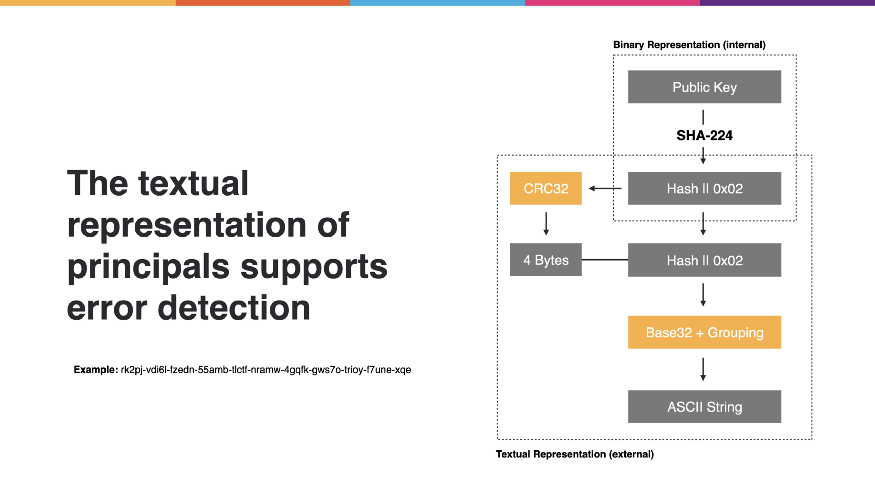 The textual
representation of
principals supports
error detection
Example: rk2pj-vdi6l-fzedn-55amb-tlctf-nramw-4gqfk-gws7o-trioy-f7une-xqe
Binary Representation (internal)
Public Key
SHA-224
CRC32
Hash II 0x02
4 Bytes
Hash II 0x02
Base32 + Grouping
ASCII String
Textual Representation (external)